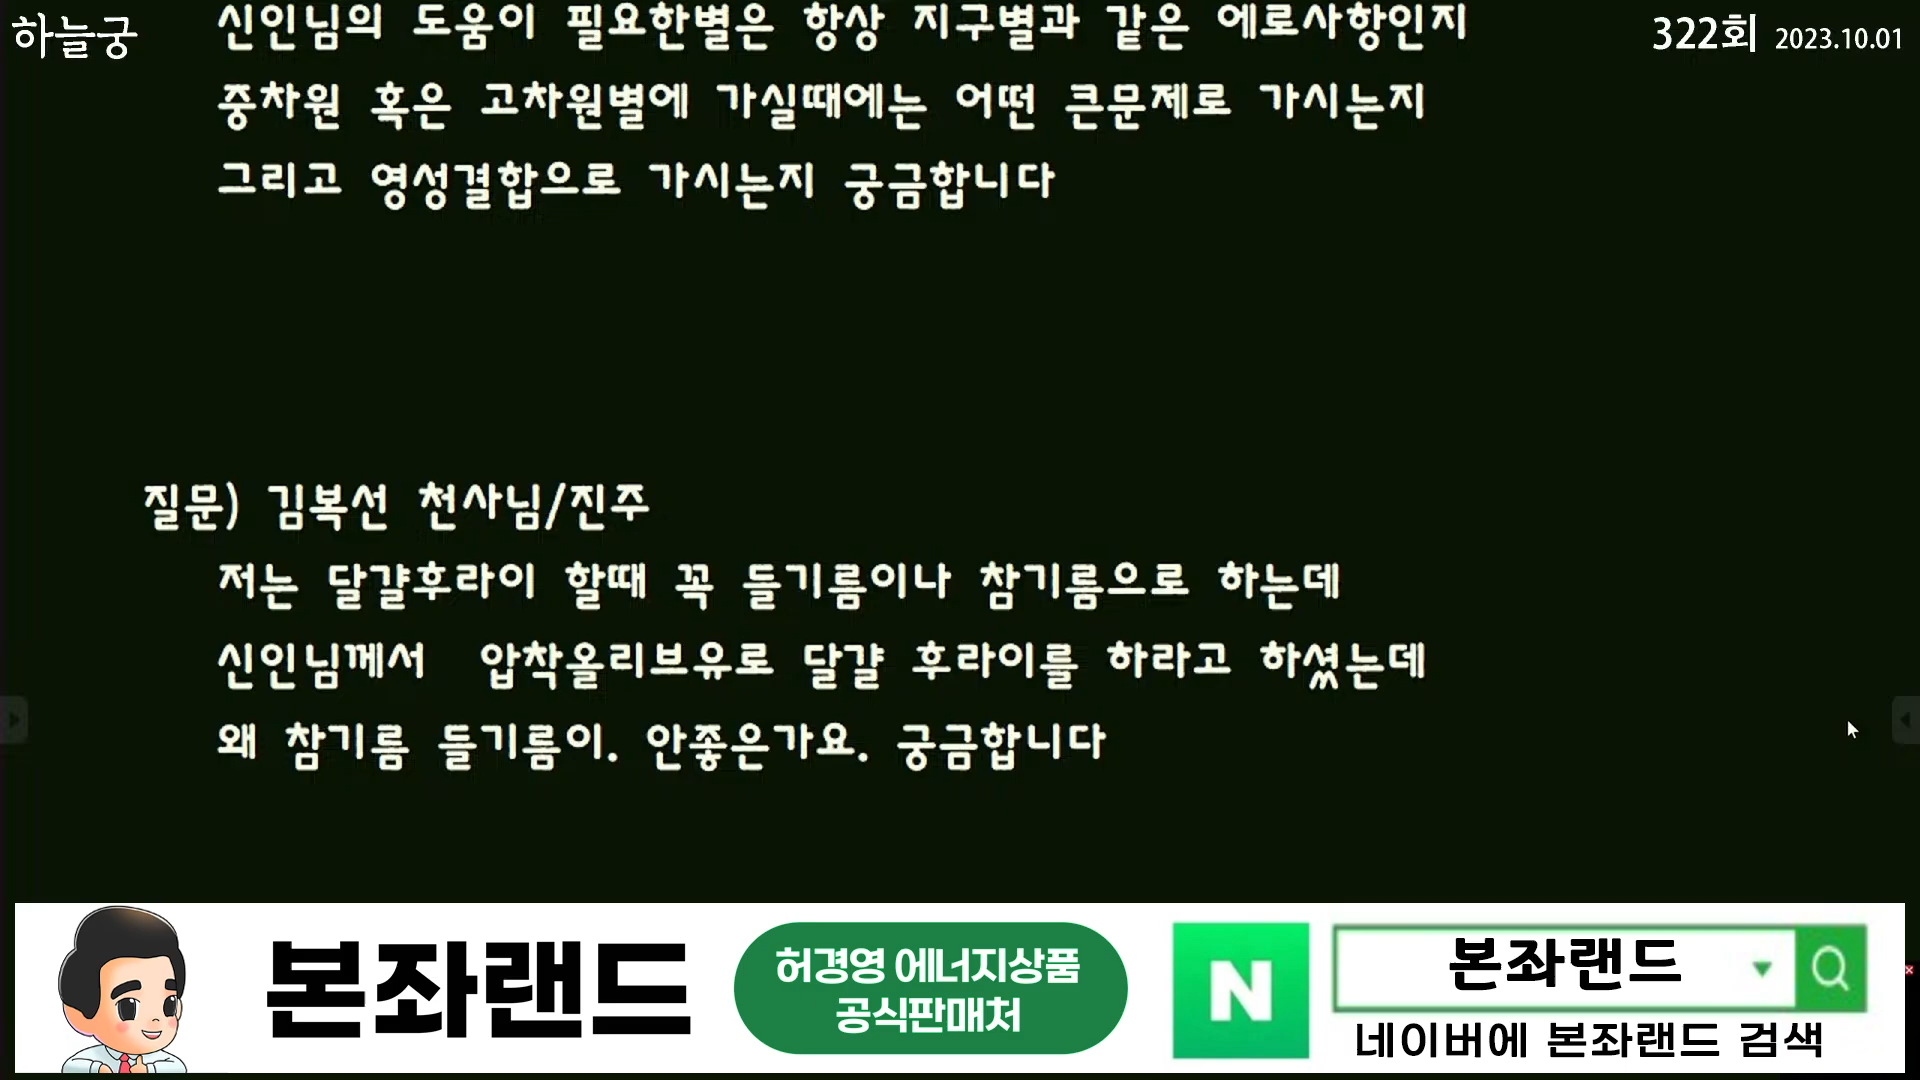 하늘궁
322회 2023.10.01
신인님의 도움이 필요한별은 항상 지구별과 같은 에로사항인지
중차원 혹은 고차원별에 가실때에는 어떤 큰문제로 가시는지
그리고 영성결합으로 가시는지 궁금합니다
질문) 김복선 천사님/진주
저는 달걀후라이 할때 꼭 들기름이나 참기름으로 하는데
신인님께서 압착올리브유로 달걀 후라이를 하라고 하셨는데
왜 참기름 들기름이. 안좋은가요. 궁금합니다
본좌랜드
허경영 에너지상품
공식판매처
N
본좌랜드
네이버에 본좌랜드 검색